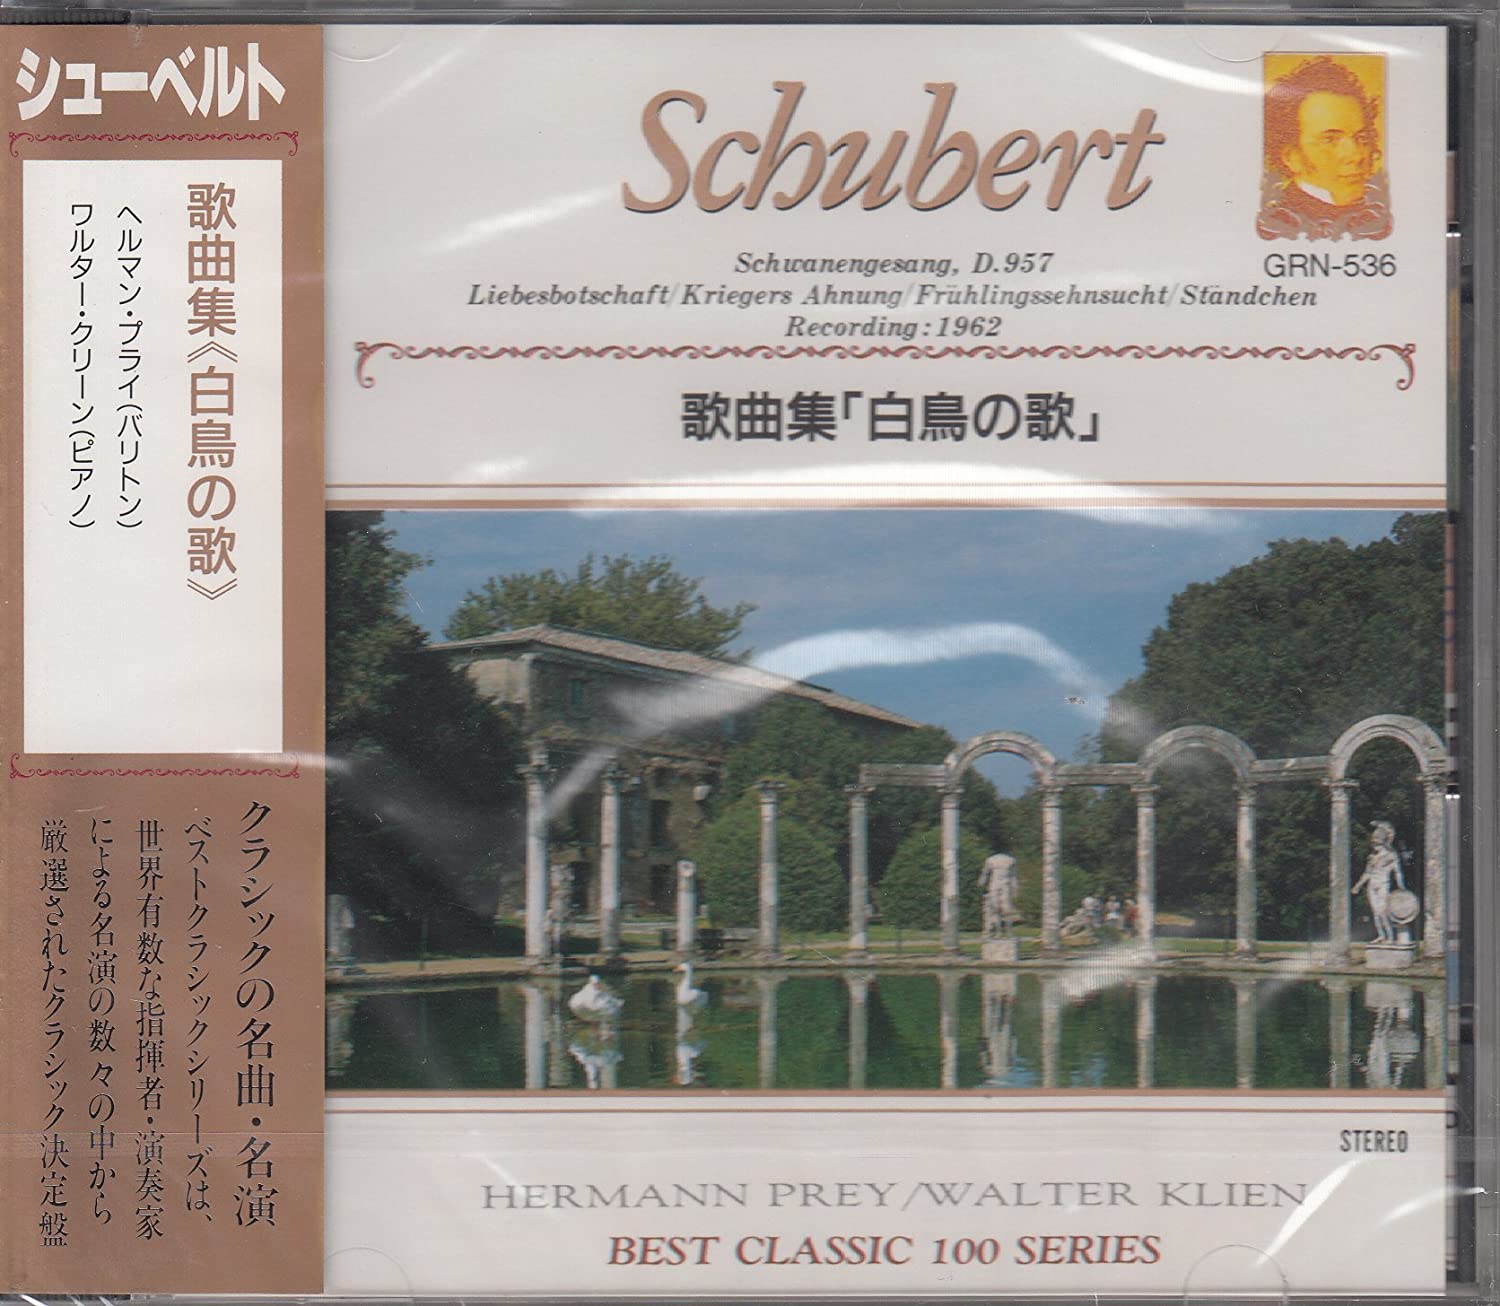 シューベルト
歌曲集《白鳥の歌》
ヘルマン・プライ(バリトン)
ワルター・クリーン(ピアノ)
クラシックの名曲・名演
ベストクラシックシリーズは、
世界有数な指揮者・演奏家
による名演の数々の中から
厳選されたクラシック決定盤
Schubert
GRN-536
Schwanengesang, D.957
Liebesbotschaft/Kriegers Ahnung/Frühlingssehnsucht/Ständchen
Recording:1962
歌曲集「白鳥の歌」
STEREO
HERMANN PREY/WALTER KLIEN
BEST CLASSIC 100 SERIES